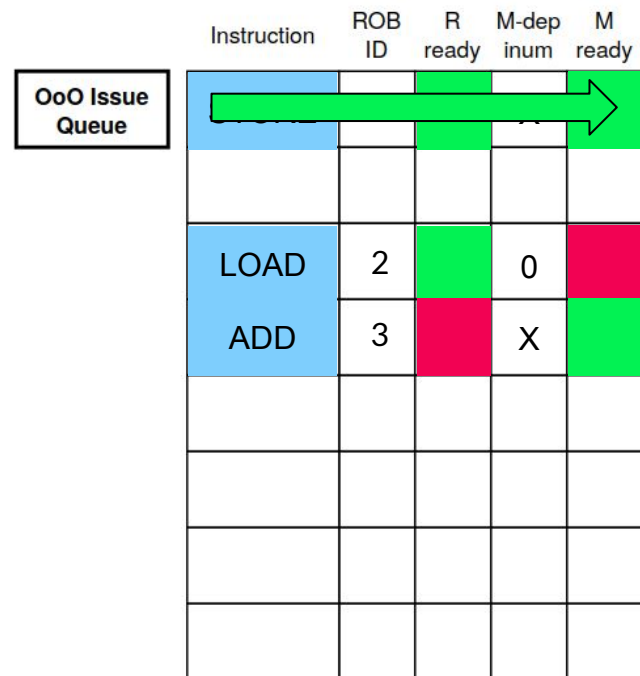 Instruction
ROB
ID
R
ready
M-dep
inum
M
ready
OoO Issue
Queue
LOAD
2
0
ADD
3
X